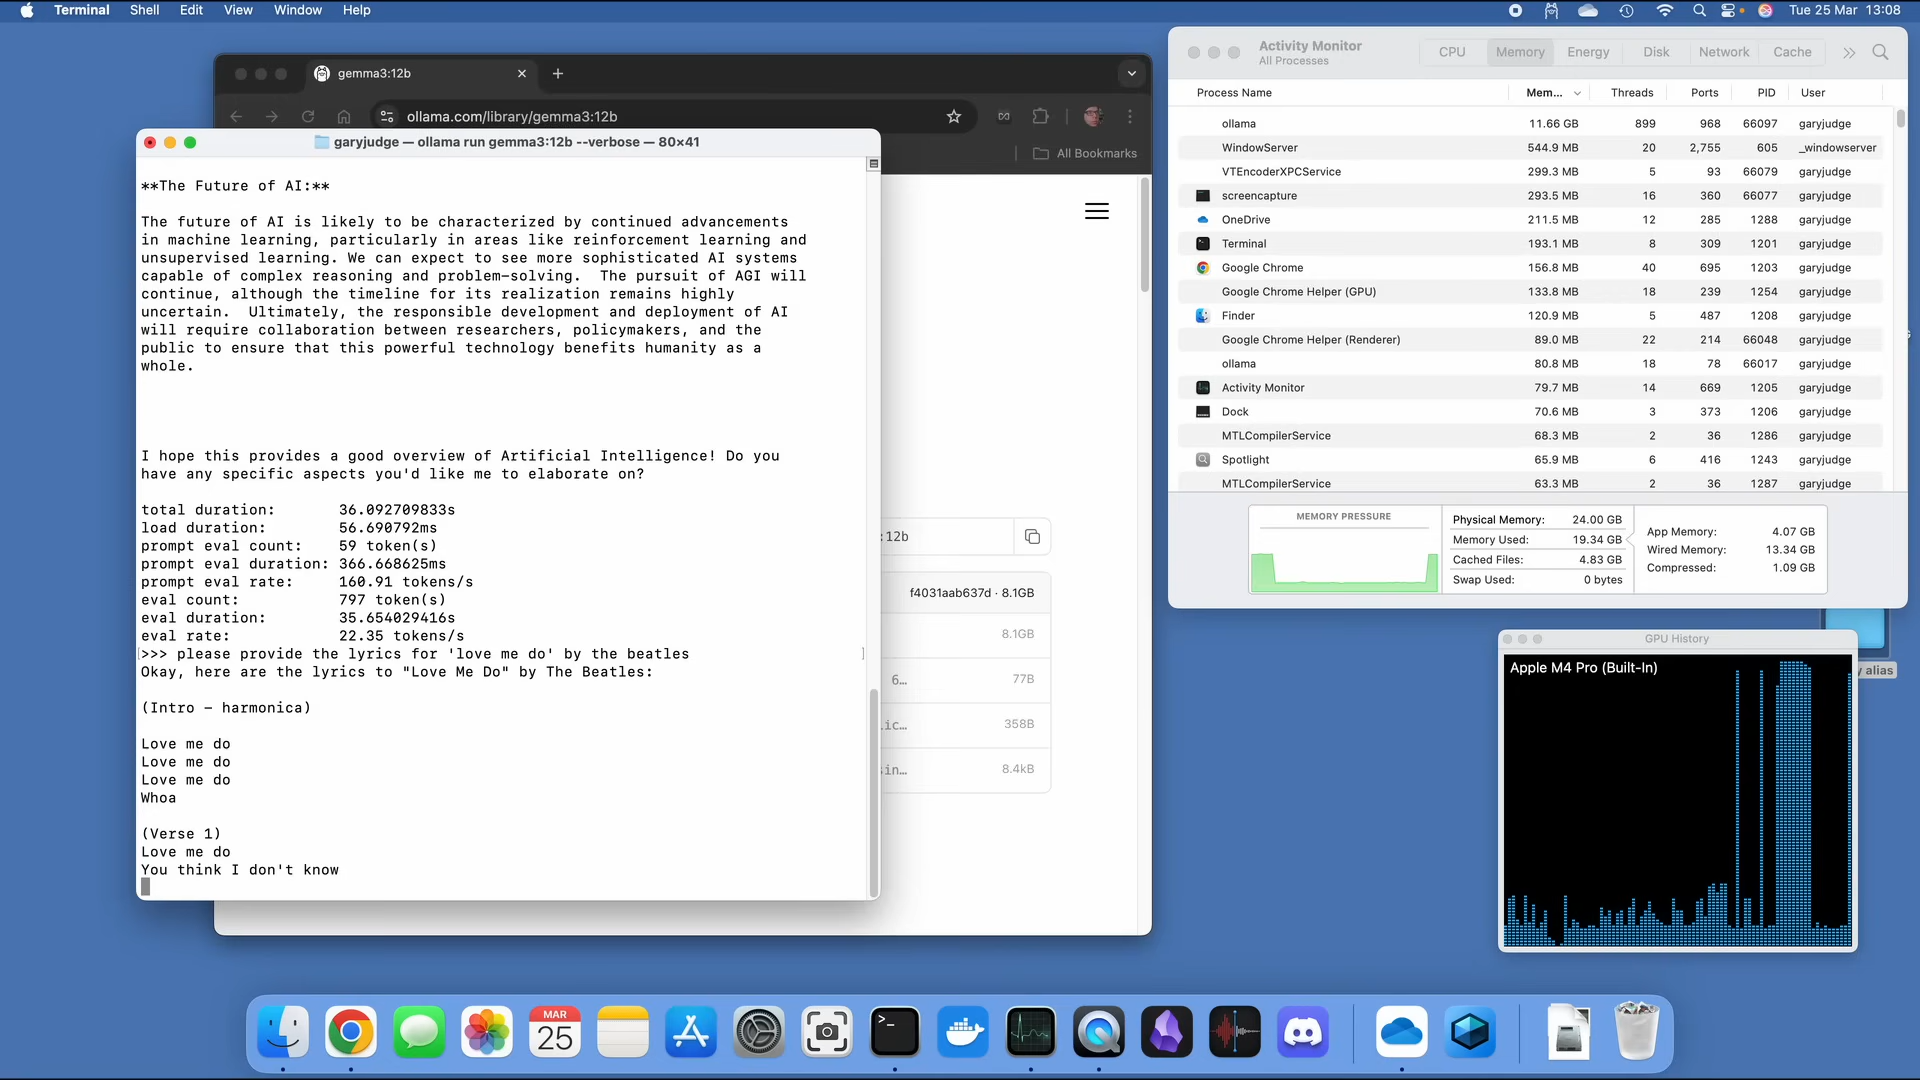 Terminal Shell Edit View Window Help
Tue 25 Mar 13:08
gemma3:12b
ollama.com/library/gemma3:12b
All Bookmarks
garyjudge — ollama run gemma3:12b --verbose — 80×41
**The Future of AI:**
The future of AI is likely to be characterized by continued advancements
in machine learning, particularly in areas like reinforcement learning and
unsupervised learning. We can expect to see more sophisticated AI systems
capable of complex reasoning and problem-solving.  The pursuit of AGI will
continue, although the timeline for its realization remains highly
uncertain.  Ultimately, the responsible development and deployment of AI
will require collaboration between researchers, policymakers, and the
public to ensure that this powerful technology benefits humanity as a
whole.
I hope this provides a good overview of Artificial Intelligence! Do you
have any specific aspects you'd like me to elaborate on?
total duration: 36.092709833s
load duration: 56.690792ms
prompt eval count: 59 token(s)
prompt eval duration: 366.668625ms
prompt eval rate: 160.91 tokens/s
eval count: 797 token(s)
eval duration: 35.654029416s
eval rate: 22.35 tokens/s
>>> please provide the lyrics for 'love me do' by the beatles
Okay, here are the lyrics to "Love Me Do" by The Beatles:
(Intro - harmonica)
Love me do
Love me do
Love me do
Whoa
(Verse 1)
Love me do
You think I don't know
:12b
f4031aab637d · 8.1GB
8.1GB
6… 77B
ic… 358B
in… 8.4kB
Activity Monitor
All Processes
CPU Memory Energy Disk Network Cache
Process Name Mem... Threads Ports PID User
ollama 11.66 GB 899 968 66097 garyjudge
WindowServer 544.9 MB 20 2,755 605 _windowserver
VTEncoderXPCService 299.3 MB 5 93 66079 garyjudge
screencapture 293.5 MB 16 360 66077 garyjudge
OneDrive 211.5 MB 12 285 1288 garyjudge
Terminal 193.1 MB 8 309 1201 garyjudge
Google Chrome 156.8 MB 40 695 1203 garyjudge
Google Chrome Helper (GPU) 133.8 MB 18 239 1254 garyjudge
Finder 120.9 MB 5 487 1208 garyjudge
Google Chrome Helper (Renderer) 89.0 MB 22 214 66048 garyjudge
ollama 80.8 MB 18 78 66017 garyjudge
Activity Monitor 79.7 MB 14 669 1205 garyjudge
Dock 70.6 MB 3 373 1206 garyjudge
MTLCompilerService 68.3 MB 2 36 1286 garyjudge
Spotlight 65.9 MB 6 416 1243 garyjudge
MTLCompilerService 63.3 MB 2 36 1287 garyjudge
MEMORY PRESSURE
Physical Memory: 24.00 GB
Memory Used: 19.34 GB
Cached Files: 4.83 GB
Swap Used: 0 bytes
App Memory: 4.07 GB
Wired Memory: 13.34 GB
Compressed: 1.09 GB
GPU History
Apple M4 Pro (Built-In)
y alias
MAR
25